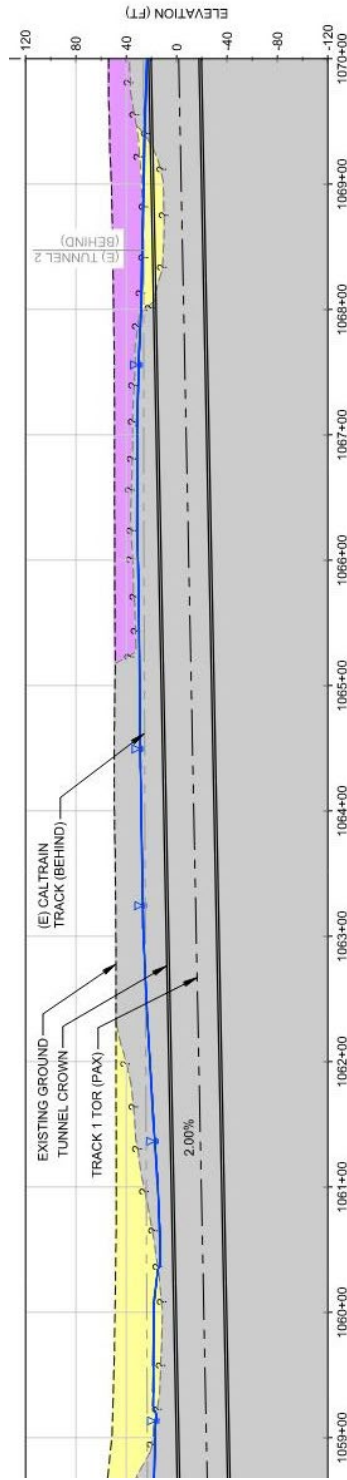 EXISTING GROUND
TUNNEL CROWN
TRACK 1 TOR (PAX)
(E) CALTRAIN
TRACK (BEHIND)
(E) TUNNEL 2
(BEHIND)
2.00%
ELEVATION (FT)
120
80
40
0
-40
-80
-120
1059+00
1060+00
1061+00
1062+00
1063+00
1064+00
1065+00
1066+00
1067+00
1068+00
1069+00
1070+00